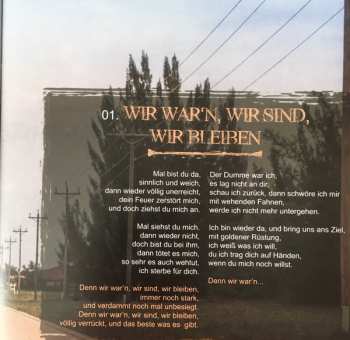 01. WIR WAR'N, WIR SIND,
WIR BLEIBEN
Mal bist du da,
sinnlich und weich,
dann wieder völlig unerreicht,
dein Feuer zerstört mich,
und doch ziehst du mich an.
Mal siehst du mich,
dann wieder nicht,
doch bist du bei ihm,
dann tötet es mich,
so sehr es auch wehtut,
ich sterbe für dich.
Denn wir war'n, wir sind, wir bleiben,
immer noch stark,
und verdammt noch mal unbesiegt.
Denn wir war'n, wir sind, wir bleiben,
völlig verrückt, und das beste was es gibt.
Der Dumme war ich,
es lag nicht an dir,
schau ich zurück, dann schwöre ich mir
mit wehenden Fahnen,
werde ich nicht mehr untergehen.
Ich bin wieder da, und bring uns ans Ziel,
mit goldener Rüstung,
ich weiß was ich will,
du ich trag dich auf Händen,
wenn du mich noch willst.
Denn wir war'n...